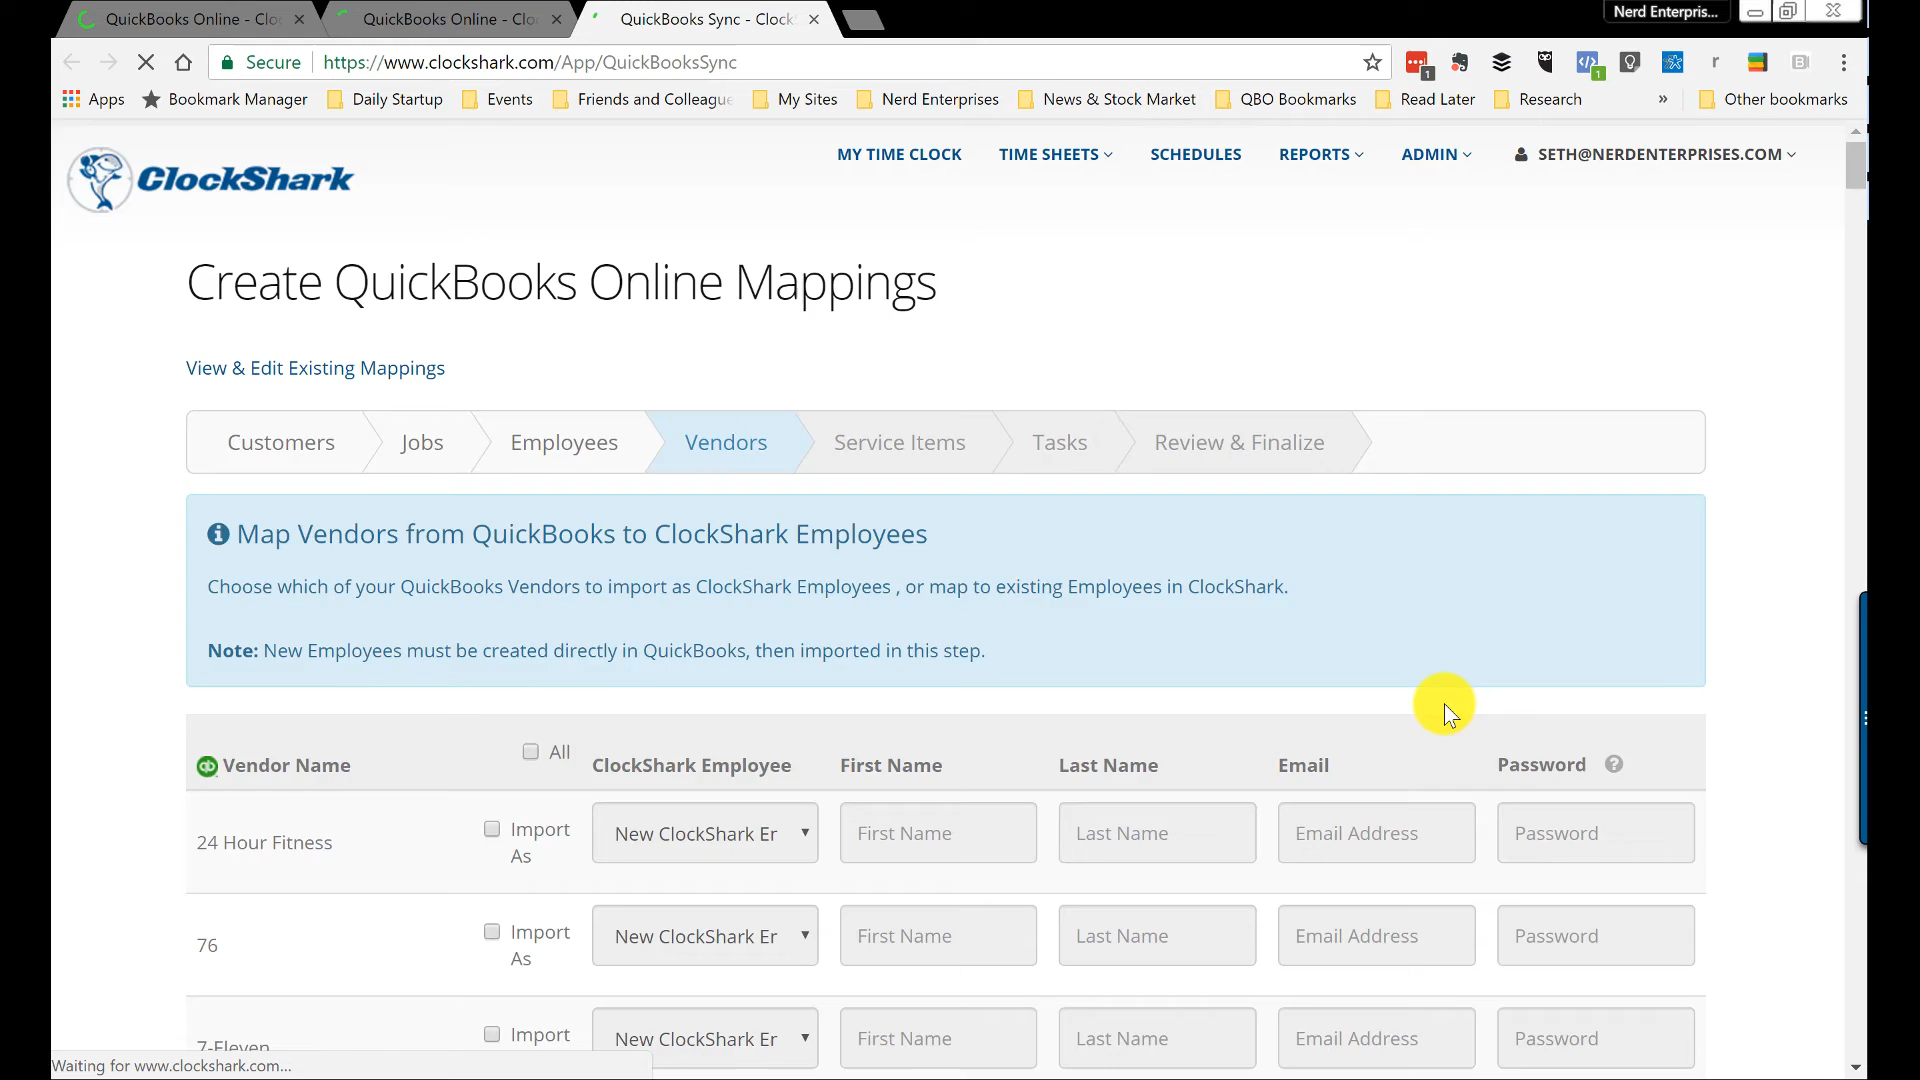 QuickBooks Online - Clo
QuickBooks Online - Clo
QuickBooks Sync - Clock
Nerd Enterpris...
Secure
https://www.clockshark.com/App/QuickBooksSync
1
1
r
B
Apps
Bookmark Manager
Daily Startup
Events
Friends and Colleagu
My Sites
Nerd Enterprises
News & Stock Market
QBO Bookmarks
Read Later
Research
»
Other bookmarks
ClockShark
MY TIME CLOCK
TIME SHEETS
SCHEDULES
REPORTS
ADMIN
SETH@NERDENTERPRISES.COM
Create QuickBooks Online Mappings
View & Edit Existing Mappings
Customers
Jobs
Employees
Vendors
Service Items
Tasks
Review & Finalize
Map Vendors from QuickBooks to ClockShark Employees
Choose which of your QuickBooks Vendors to import as ClockShark Employees , or map to existing Employees in ClockShark.
Note: New Employees must be created directly in QuickBooks, then imported in this step.
qb Vendor Name
All
ClockShark Employee
First Name
Last Name
Email
Password
24 Hour Fitness
Import As
New ClockShark Er
First Name
Last Name
Email Address
Password
76
Import As
New ClockShark Er
First Name
Last Name
Email Address
Password
7-Eleven
Import
New ClockShark Er
First Name
Last Name
Email Address
Password
Waiting for www.clockshark.com...